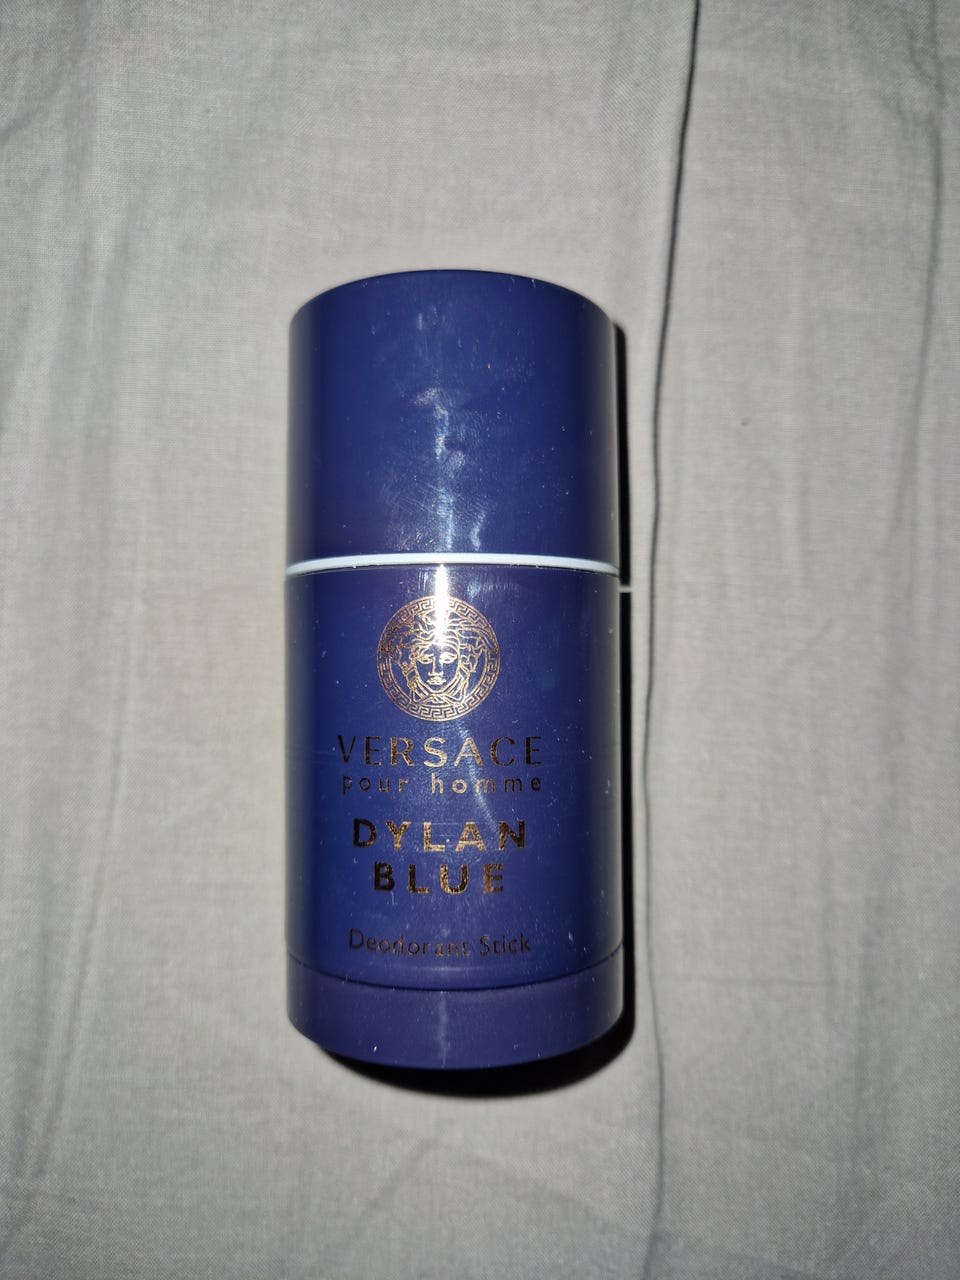 VERSACE
pour homme
DYLAN
BLUE
Deodorant Stick